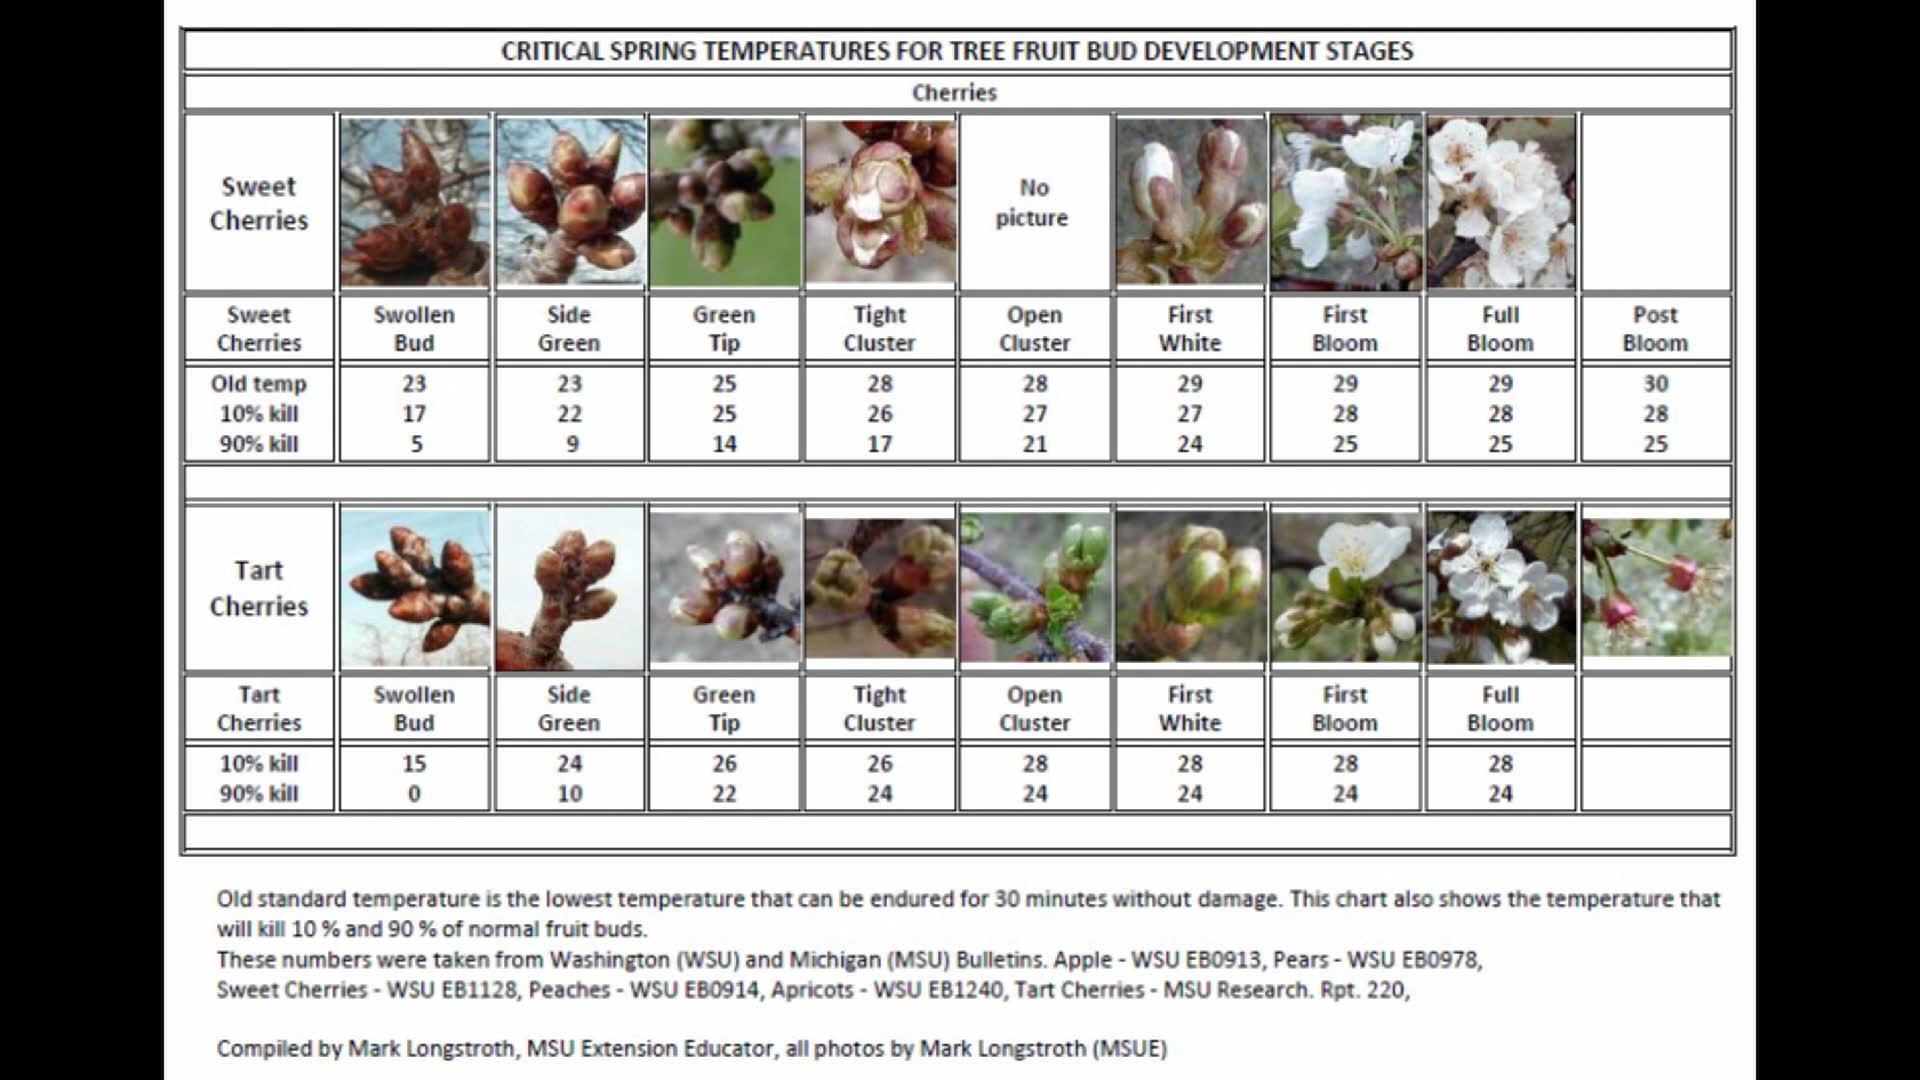 CRITICAL SPRING TEMPERATURES FOR TREE FRUIT BUD DEVELOPMENT STAGES
Cherries
Sweet Cherries
No picture
Sweet Cherries Swollen Bud Side Green Green Tip Tight Cluster Open Cluster First White First Bloom Full Bloom Post Bloom
Old temp 23 23 25 28 28 29 29 29 30
10% kill 17 22 25 26 27 27 28 28 28
90% kill 5 9 14 17 21 24 25 25 25
Tart Cherries
Tart Cherries Swollen Bud Side Green Green Tip Tight Cluster Open Cluster First White First Bloom Full Bloom
10% kill 15 24 26 26 28 28 28 28
90% kill 0 10 22 24 24 24 24 24
Old standard temperature is the lowest temperature that can be endured for 30 minutes without damage. This chart also shows the temperature that
will kill 10 % and 90 % of normal fruit buds.
These numbers were taken from Washington (WSU) and Michigan (MSU) Bulletins. Apple - WSU EB0913, Pears - WSU EB0978,
Sweet Cherries - WSU EB1128, Peaches - WSU EB0914, Apricots - WSU EB1240, Tart Cherries - MSU Research. Rpt. 220,
Compiled by Mark Longstroth, MSU Extension Educator, all photos by Mark Longstroth (MSUE)